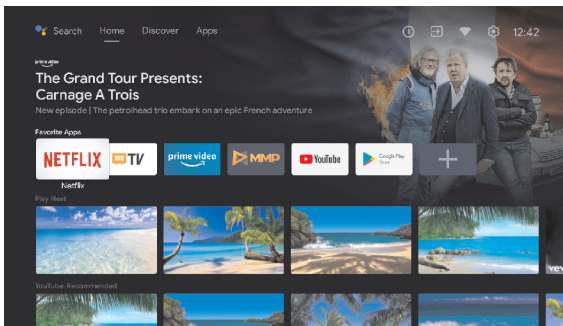 Search Home Discover Apps 12:42
prime video
The Grand Tour Presents:
Carnage A Trois
New episode | The petrolhead trio embark on an epic French adventure
Favorite Apps
NETFLIX TV prime video MMP YouTube Google Play Store
Netflix
Play Next
vev
YouTube: Recommended